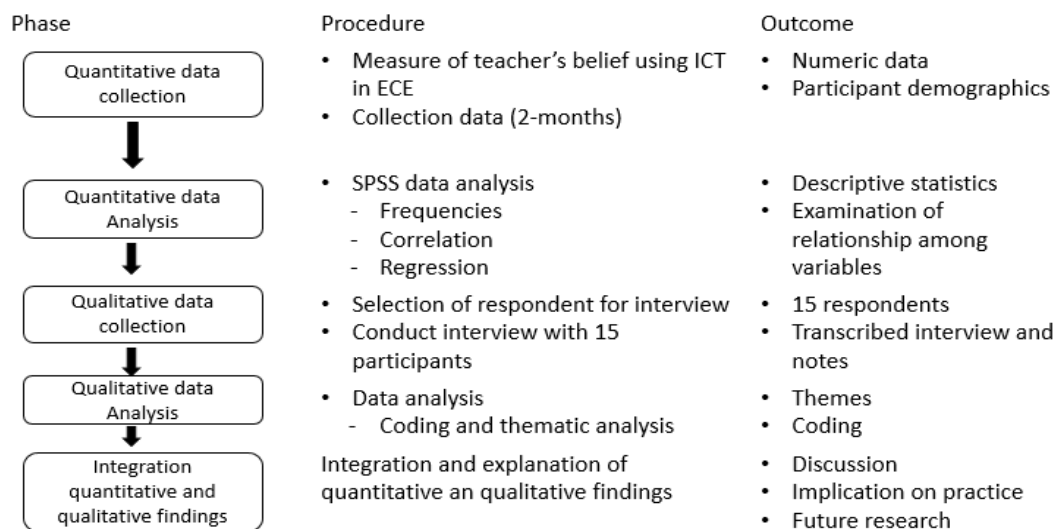 Phase
Procedure
Outcome
Quantitative data
collection
• Measure of teacher's belief using ICT
in ECE
• Collection data (2-months)
• Numeric data
• Participant demographics
Quantitative data
Analysis
• SPSS data analysis
- Frequencies
- Correlation
- Regression
• Descriptive statistics
• Examination of
relationship among
variables
Qualitative data
collection
• Selection of respondent for interview
• Conduct interview with 15
participants
• 15 respondents
• Transcribed interview and
notes
Qualitative data
Analysis
• Data analysis
- Coding and thematic analysis
• Themes
• Coding
Integration
quantitative and
qualitative findings
Integration and explanation of
quantitative an qualitative findings
• Discussion
• Implication on practice
• Future research